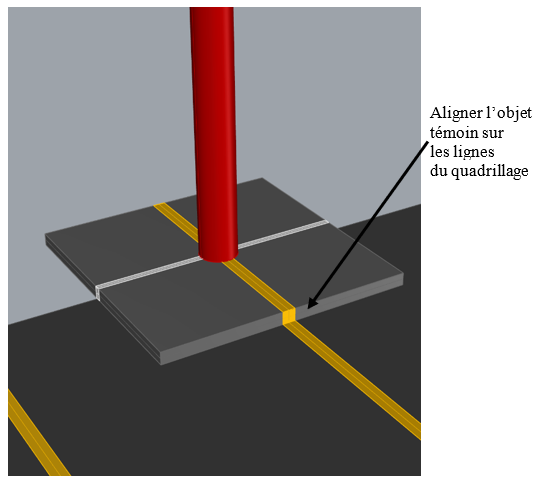 Aligner l’objet
témoin sur
les lignes
du quadrillage